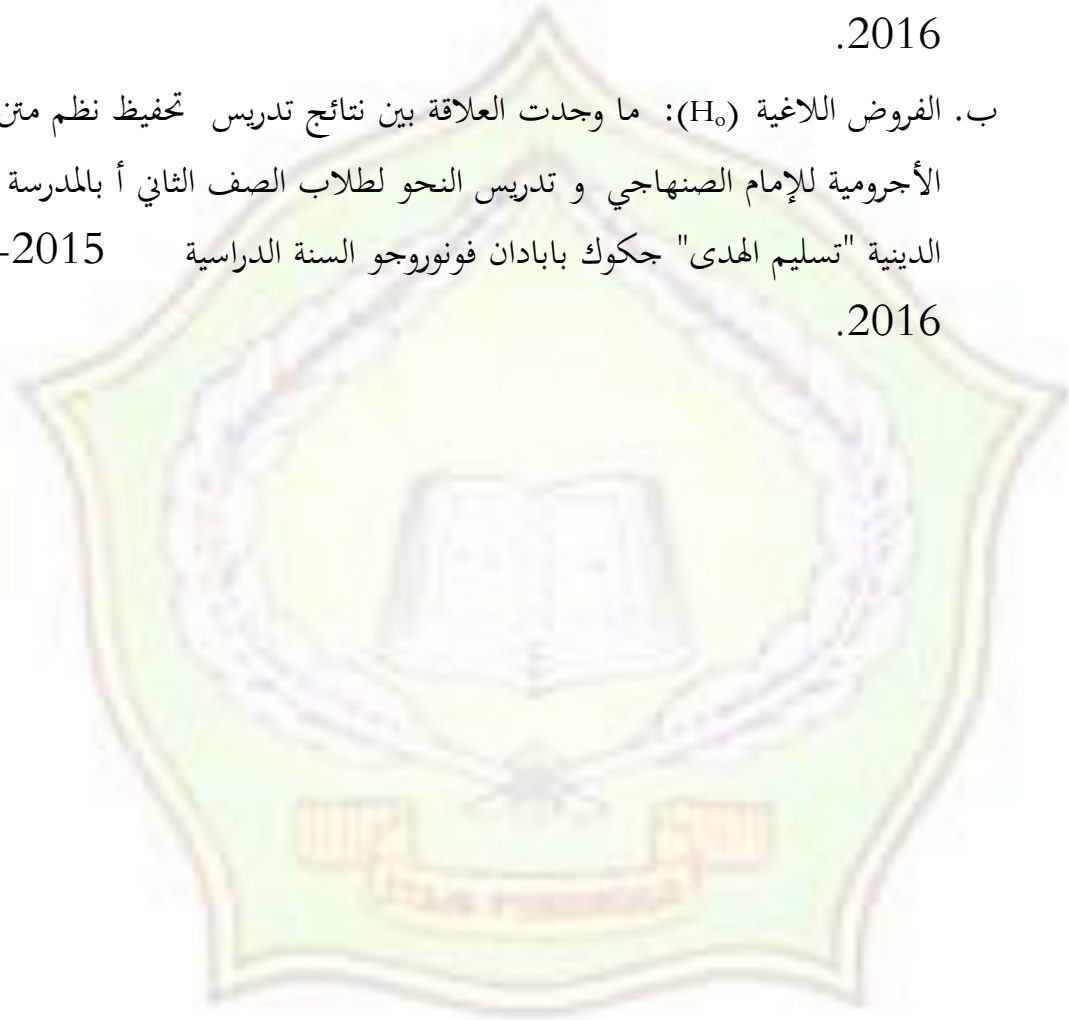 2016.
ب. الفروض اللاغية (Ho): ما وجدت العلاقة بين نتائج تدريس تحفيظ نظم متن
الأجرومية للإمام الصنهاجي و تدريس النحو لطلاب الصف الثاني أ بالمدرسة
الدينية "تسليم الهدى" جكوك بابادان فونوروجو السنة الدراسية 2015-
2016.